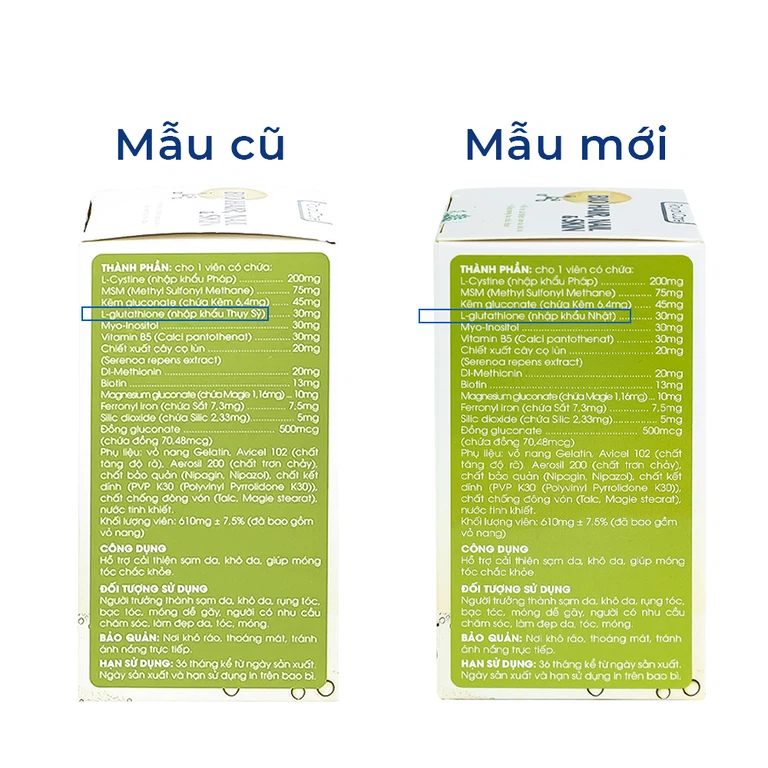 Mẫu cũ
BIO-HAIR NAIL
& SKIN
THÀNH PHẦN: cho 1 viên có chứa:
L-Cystine (nhập khẩu Pháp) 200mg
MSM (Methyl Sulfonyl Methane) 75mg
Kẽm gluconate (chứa Kẽm 6,4mg) 45mg
L-glutathione (nhập khẩu Thụy Sỹ) 30mg
Myo-Inositol 30mg
Vitamin B5 (Calci pantothenat) 30mg
Chiết xuất cây cọ lùn 20mg
(Serenoa repens extract)
Dl-Methionin 20mg
Biotin 13mg
Magnesium gluconate (chứa Magie 1,16mg) 10mg
Ferronyl iron (chứa Sắt 7,3mg) 7,5mg
Silic dioxide (chứa Silic 2,33mg) 5mg
Đồng gluconate 500mcg
(chứa đồng 70,48mcg)
Phụ liệu: vỏ nang Gelatin, Avicel 102 (chất
tăng độ rã), Aerosil 200 (chất trơn chảy),
chất bảo quản (Nipagin, Nipazol), chất kết
dính (PVP K30 (Polyvinyl Pyrrolidone K30)),
chất chống đông vón (Talc, Magie stearat),
nước tinh khiết.
Khối lượng viên: 610mg ± 7,5% (đã bao gồm
vỏ nang)
CÔNG DỤNG
Hỗ trợ cải thiện sạm da, khô da, giúp móng
tóc chắc khỏe
ĐỐI TƯỢNG SỬ DỤNG
Người trưởng thành sạm da, khô da, rụng tóc,
bạc tóc, móng dễ gãy, người có nhu cầu
chăm sóc, làm đẹp da, tóc, móng.
BẢO QUẢN: Nơi khô ráo, thoáng mát, tránh
ánh nắng trực tiếp.
HẠN SỬ DỤNG: 36 tháng kể từ ngày sản xuất.
Ngày sản xuất và hạn sử dụng in trên bao bì.
Mẫu mới
BIO-HAIR NAIL
& SKIN
THÀNH PHẦN: cho 1 viên có chứa:
L-Cystine (nhập khẩu Pháp) 200mg
MSM (Methyl Sulfonyl Methane) 75mg
Kẽm gluconate (chứa Kẽm 6,4mg) 45mg
L-glutathione (nhập khẩu Nhật) 30mg
Myo-Inositol 30mg
Vitamin B5 (Calci pantothenat) 30mg
Chiết xuất cây cọ lùn 20mg
(Serenoa repens extract)
Dl-Methionin 20mg
Biotin 13mg
Magnesium gluconate (chứa Magie 1,16mg) 10mg
Ferronyl iron (chứa Sắt 7,3mg) 7,5mg
Silic dioxide (chứa Silic 2,33mg) 5mg
Đồng gluconate 500mcg
(chứa đồng 70,48mcg)
Phụ liệu: vỏ nang Gelatin, Avicel 102 (chất
tăng độ rã), Aerosil 200 (chất trơn chảy),
chất bảo quản (Nipagin, Nipazol), chất kết
dính (PVP K30 (Polyvinyl Pyrrolidone K30)),
chất chống đông vón (Talc, Magie stearat),
nước tinh khiết.
Khối lượng viên: 610mg ± 7,5% (đã bao gồm
vỏ nang)
CÔNG DỤNG
Hỗ trợ cải thiện sạm da, khô da, giúp móng
tóc chắc khỏe
ĐỐI TƯỢNG SỬ DỤNG
Người trưởng thành sạm da, khô da, rụng tóc,
bạc tóc, móng dễ gãy, người có nhu cầu
chăm sóc, làm đẹp da, tóc, móng.
BẢO QUẢN: Nơi khô ráo, thoáng mát, tránh
ánh nắng trực tiếp.
HẠN SỬ DỤNG: 36 tháng kể từ ngày sản xuất.
Ngày sản xuất và hạn sử dụng in trên bao bì.